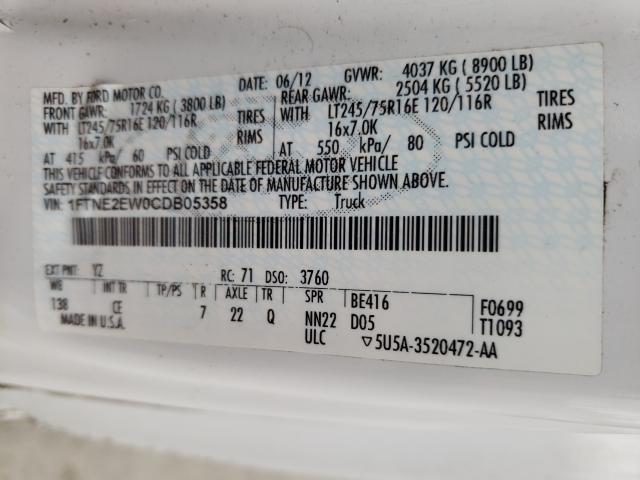 MFD. BY FORD MOTOR CO.
DATE: 06/12 GVWR: 4037 KG ( 8900 LB)
FRONT GAWR: 1724 KG ( 3800 LB)
REAR GAWR: 2504 KG ( 5520 LB)
WITH LT245/75R16E 120/116R TIRES
WITH LT245/75R16E 120/116R TIRES
16x7.0K RIMS
16x7.0K RIMS
AT 415 kPa/ 60 PSI COLD
AT 550 kPa/ 80 PSI COLD
THIS VEHICLE CONFORMS TO ALL APPLICABLE FEDERAL MOTOR VEHICLE
SAFETY STANDARDS IN EFFECT ON THE DATE OF MANUFACTURE SHOWN ABOVE.
VIN: 1FTNE2EW0CDB05358 TYPE: Truck
EXT PNT: YZ RC: 71 DSO: 3760
WB INT TR TP/PS R AXLE TR SPR BE416 F0699
138 CE 7 22 Q NN22 D05 T1093
MADE IN U.S.A. ULC ▽5U5A-3520472-AA